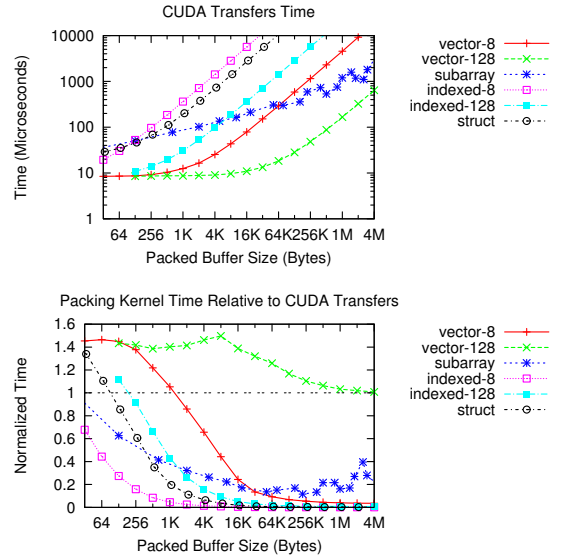 CUDA Transfers Time
10000
1000
100
10
1
Time (Microseconds)
64 256 1K 4K 16K 64K 256K 1M 4M
Packed Buffer Size (Bytes)
vector-8
vector-128
subarray
indexed-8
indexed-128
struct
Packing Kernel Time Relative to CUDA Transfers
1.6
1.4
1.2
1
0.8
0.6
0.4
0.2
0
Normalized Time
64 256 1K 4K 16K 64K 256K 1M 4M
Packed Buffer Size (Bytes)
vector-8
vector-128
subarray
indexed-8
indexed-128
struct